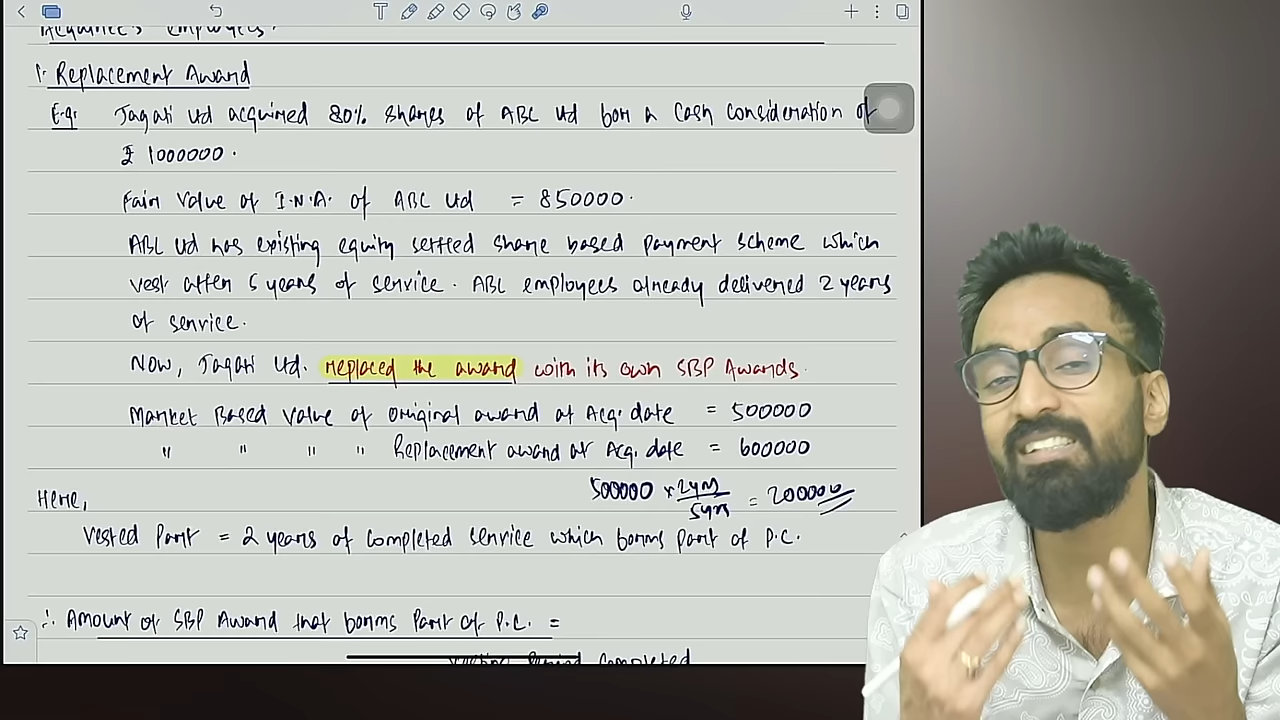 Acquiree's employees.
1. Replacement Award
E.g. Jagati Ltd acquired 80% shares of ABC Ltd for a cash consideration of
₹ 1000000.
Fair value of I.N.A. of ABC Ltd = 850000.
ABC Ltd has existing equity settled share based payment scheme which
vest after 5 years of service. ABC employees already delivered 2 years
of service.
Now, Jagati Ltd. replaced the award with its own SBP Awards.
Market Based value of original award at Acq. date = 500000
" " " " Replacement award at Acq. date = 600000
500000 × 2yrs/5yrs = 200000
Here,
Vested Part = 2 years of completed service which forms part of P.C.
∴ Amount of SBP Award that forms Part of P.C. =
Vesting Period completed